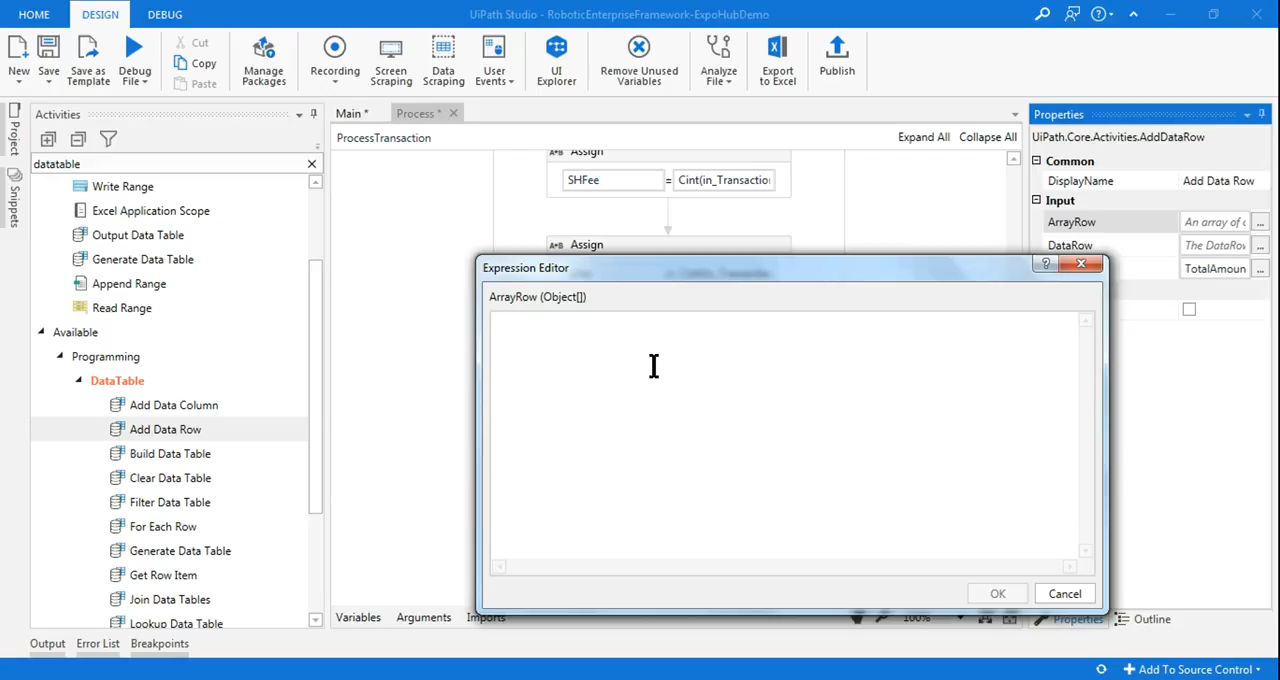 HOME DESIGN DEBUG UiPath Studio - RoboticEnterpriseFramework-ExpoHubDemo
New Save Save as Template Debug File Cut Copy Paste Manage Packages Recording Screen Scraping Data Scraping User Events UI Explorer Remove Unused Variables Analyze File Export to Excel Publish
Project
Snippets
Activities
datatable
Write Range
Excel Application Scope
Output Data Table
Generate Data Table
Append Range
Read Range
Available
Programming
DataTable
Add Data Column
Add Data Row
Build Data Table
Clear Data Table
Filter Data Table
For Each Row
Generate Data Table
Get Row Item
Join Data Tables
Lookup Data Table
Main * Process *
ProcessTransaction Expand All Collapse All
A+B Assign
SHFee = Cint(in_Transactio
A+B Assign
Expression Editor
ArrayRow (Object[])
OK Cancel
Variables Arguments Imports 100%
Properties
UiPath.Core.Activities.AddDataRow
Common
DisplayName Add Data Row
Input
ArrayRow An array of c ...
DataRow The DataRov ...
TotalAmoun ...
Properties Outline
Output Error List Breakpoints
Add To Source Control